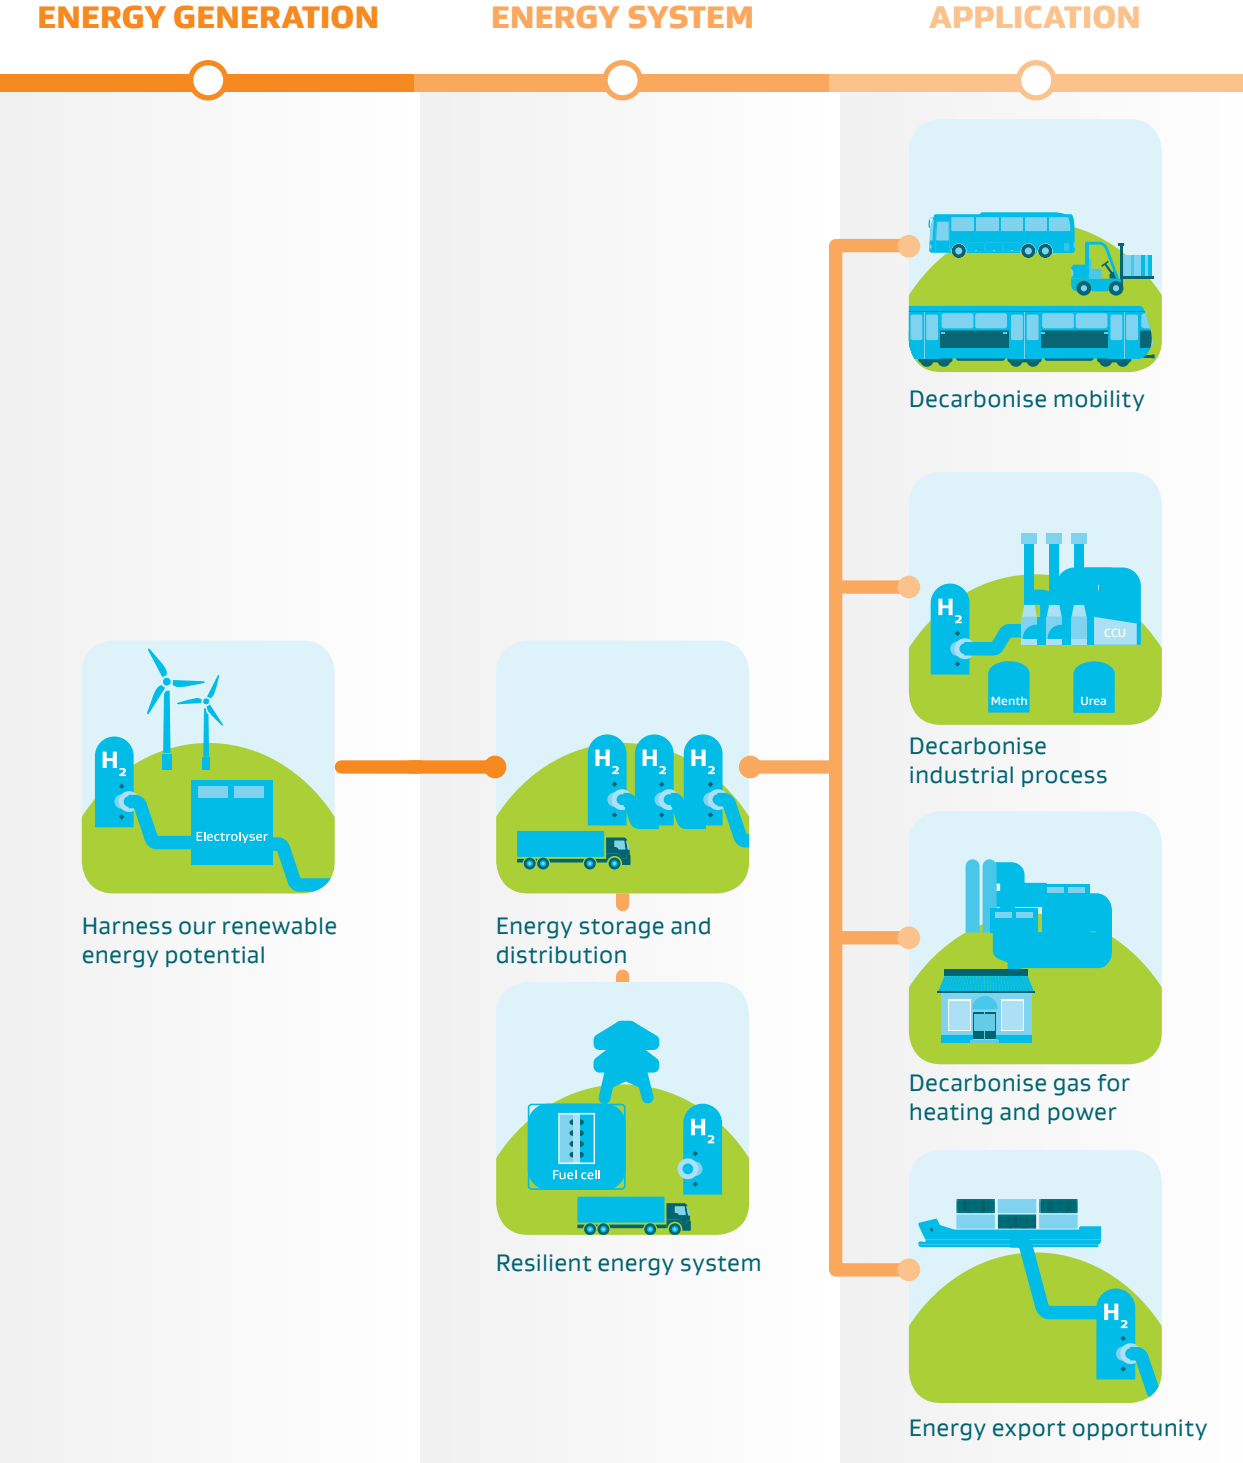 ENERGY GENERATION
ENERGY SYSTEM
APPLICATION
Decarbonise mobility
H2
CCU
Menth
Urea
Decarbonise
industrial process
H2
Electrolyser
Harness our renewable
energy potential
H2
H2
H2
Energy storage and
distribution
Fuel cell
H2
Resilient energy system
Decarbonise gas for
heating and power
H2
Energy export opportunity